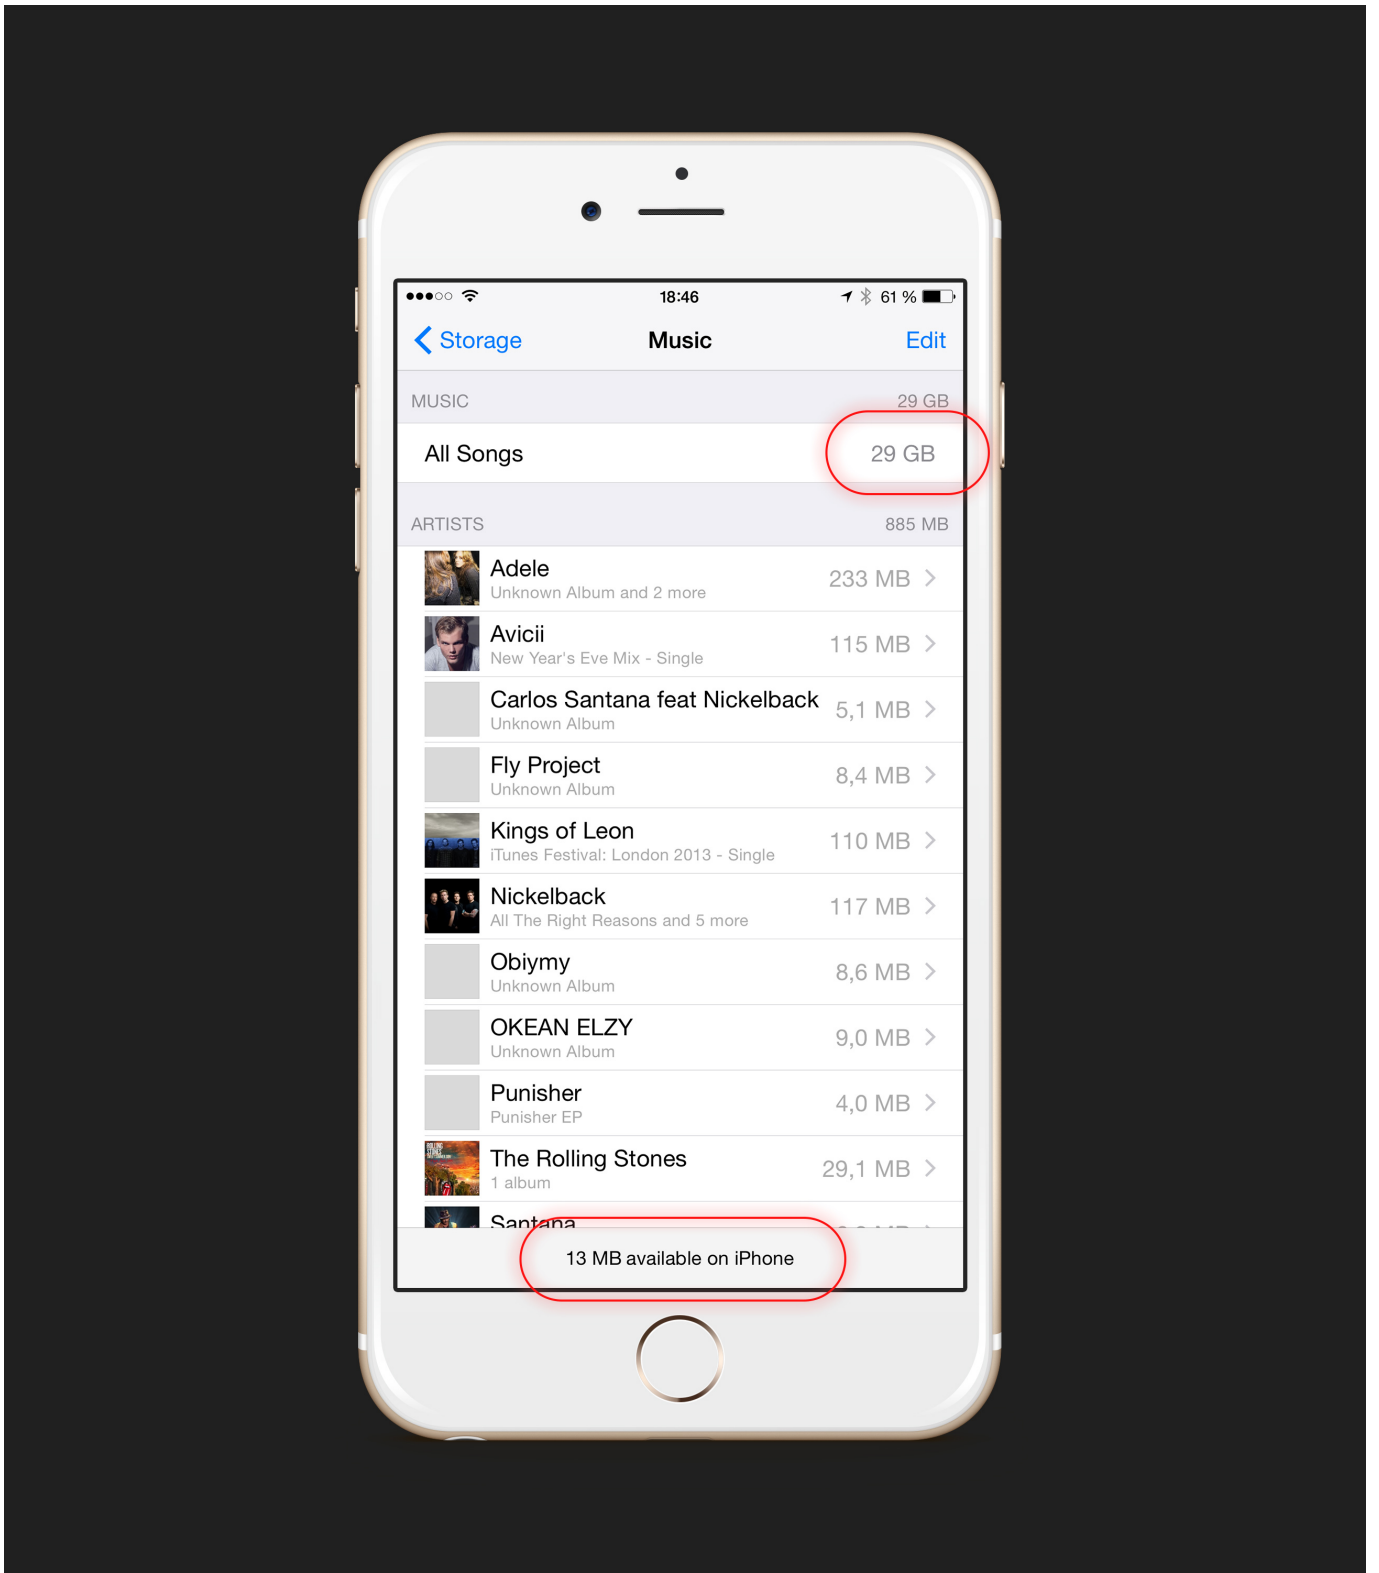 18:46 61 %
Storage Music Edit
MUSIC 29 GB
All Songs 29 GB
ARTISTS 885 MB
Adele 233 MB
Unknown Album and 2 more
Avicii 115 MB
New Year's Eve Mix - Single
Carlos Santana feat Nickelback 5,1 MB
Unknown Album
Fly Project 8,4 MB
Unknown Album
Kings of Leon 110 MB
iTunes Festival: London 2013 - Single
Nickelback 117 MB
All The Right Reasons and 5 more
Obiymy 8,6 MB
Unknown Album
OKEAN ELZY 9,0 MB
Unknown Album
Punisher 4,0 MB
Punisher EP
The Rolling Stones 29,1 MB
1 album
Santana
13 MB available on iPhone